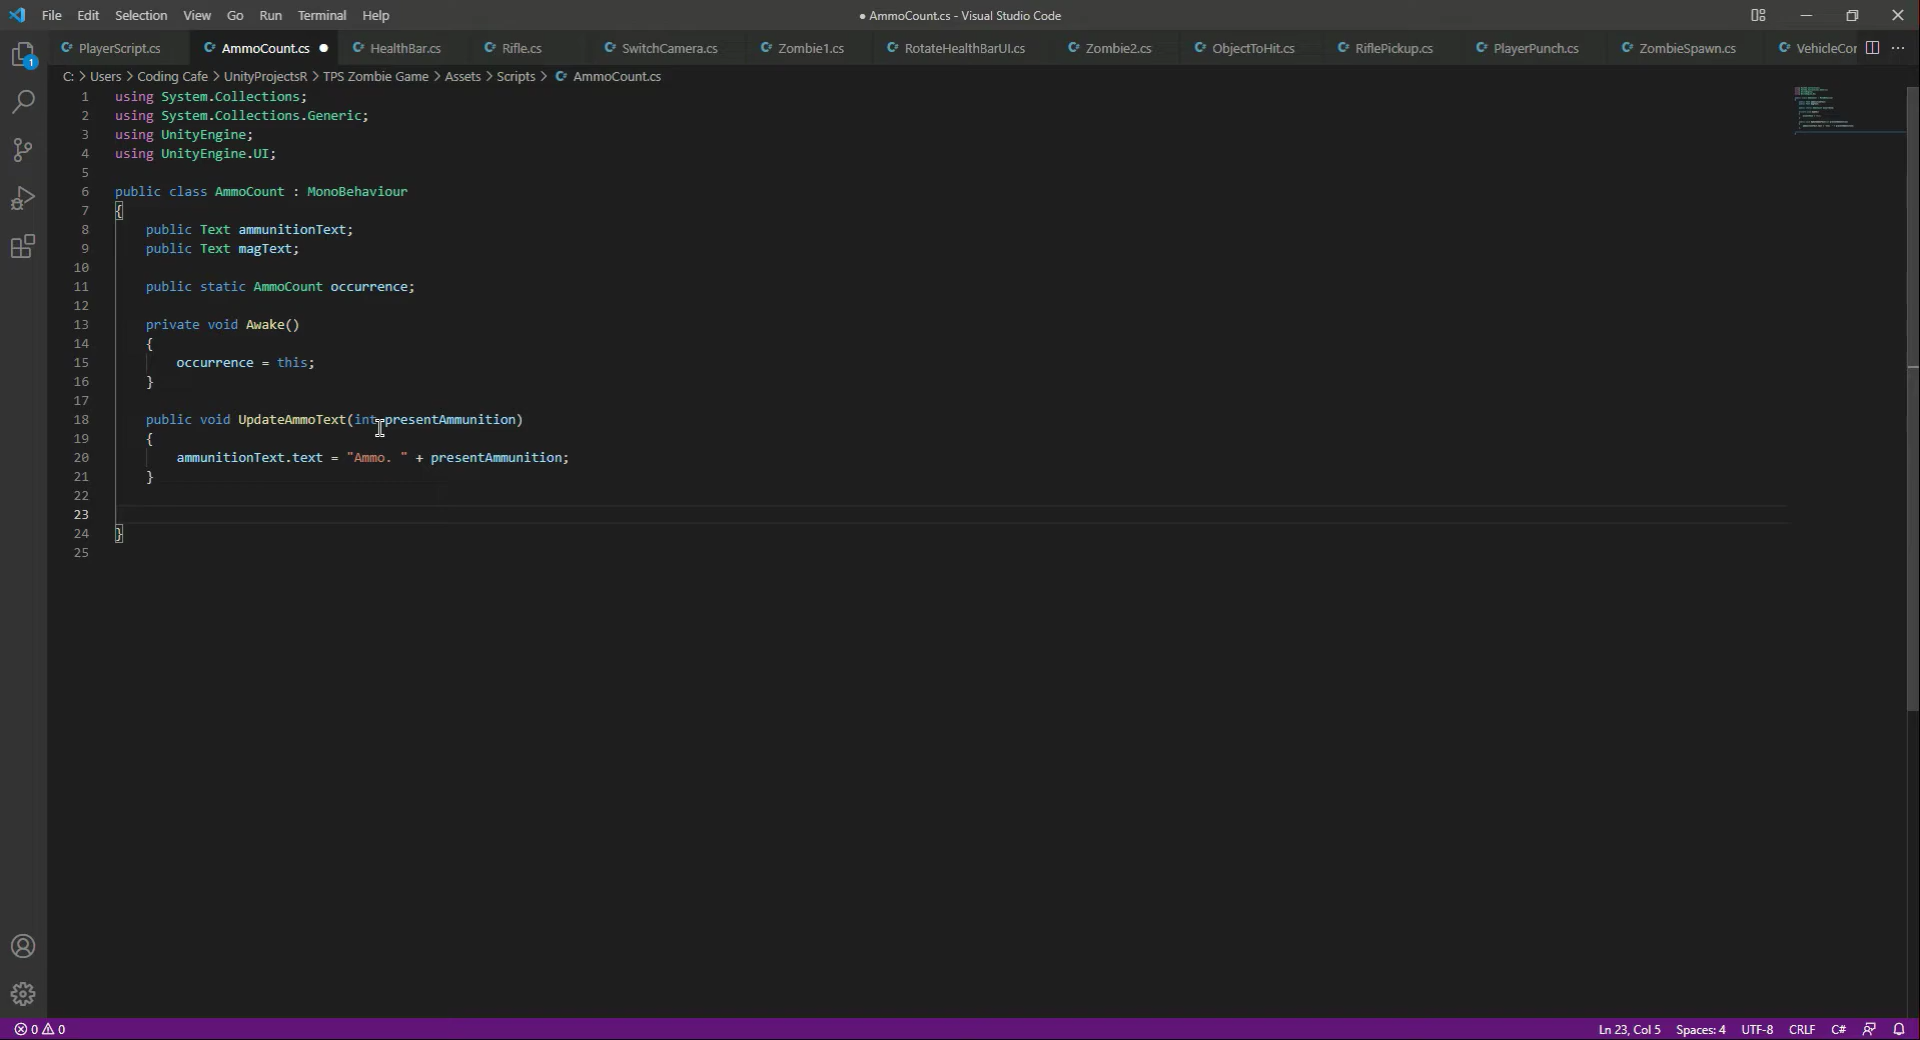 File Edit Selection View Go Run Terminal Help
● AmmoCount.cs - Visual Studio Code
PlayerScript.cs AmmoCount.cs HealthBar.cs Rifle.cs SwitchCamera.cs Zombie1.cs RotateHealthBarUI.cs Zombie2.cs ObjectToHit.cs RiflePickup.cs PlayerPunch.cs ZombieSpawn.cs VehicleCor
C: > Users > Coding Cafe > UnityProjectsR > TPS Zombie Game > Assets > Scripts > AmmoCount.cs
1 using System.Collections;
2 using System.Collections.Generic;
3 using UnityEngine;
4 using UnityEngine.UI;
5
6 public class AmmoCount : MonoBehaviour
7 {
8 public Text ammunitionText;
9 public Text magText;
10
11 public static AmmoCount occurrence;
12
13 private void Awake()
14 {
15 occurrence = this;
16 }
17
18 public void UpdateAmmoText(int presentAmmunition)
19 {
20 ammunitionText.text = "Ammo. " + presentAmmunition;
21 }
22
23
24 }
25
1
0 0
Ln 23, Col 5 Spaces: 4 UTF-8 CRLF C#